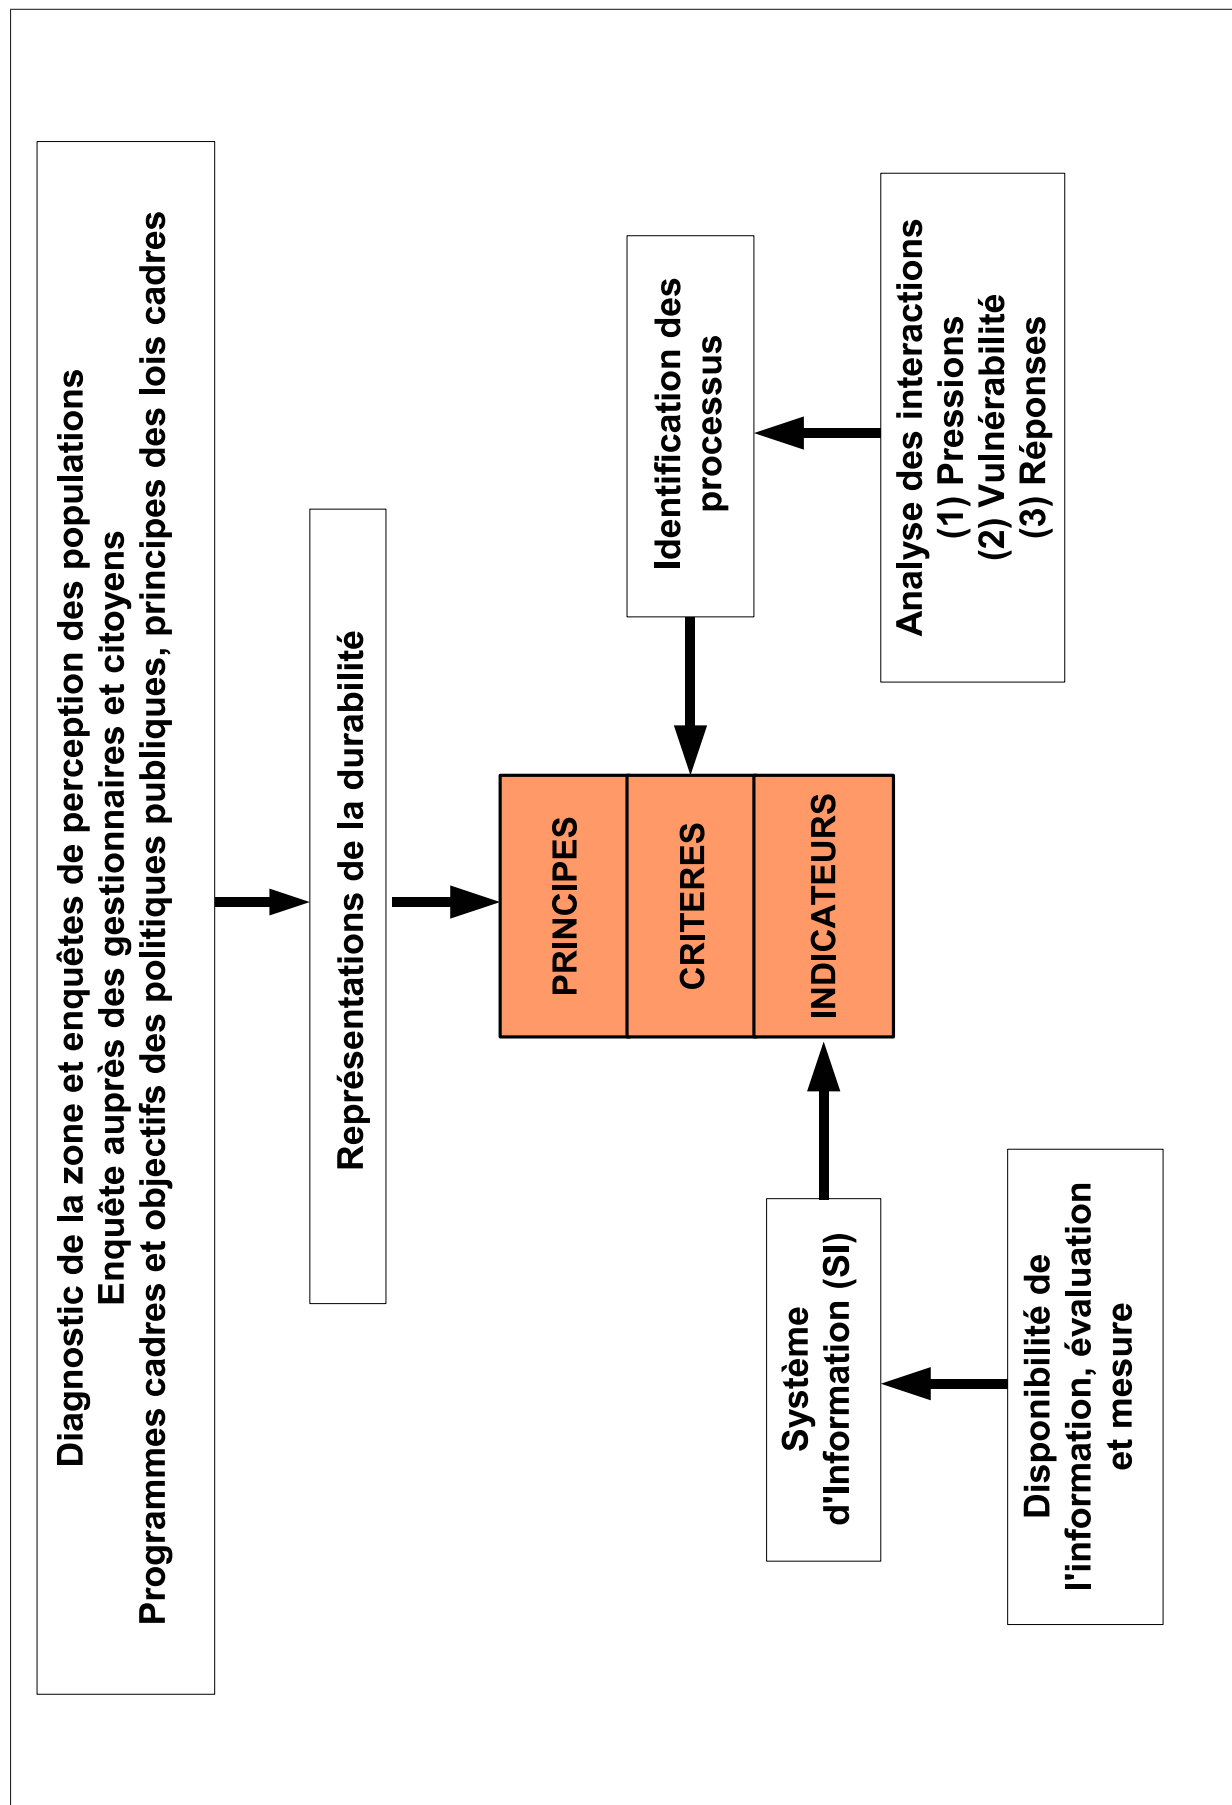 Diagnostic de la zone et enquêtes de perception des populations
Enquête auprès des gestionnaires et citoyens
Programmes cadres et objectifs des politiques publiques, principes des lois cadres
Représentations de la durabilité
PRINCIPES
CRITERES
INDICATEURS
Identification des
processus
Analyse des interactions
(1) Pressions
(2) Vulnérabilité
(3) Réponses
Système
d'Information (SI)
Disponibilité de
l'information, évaluation
et mesure